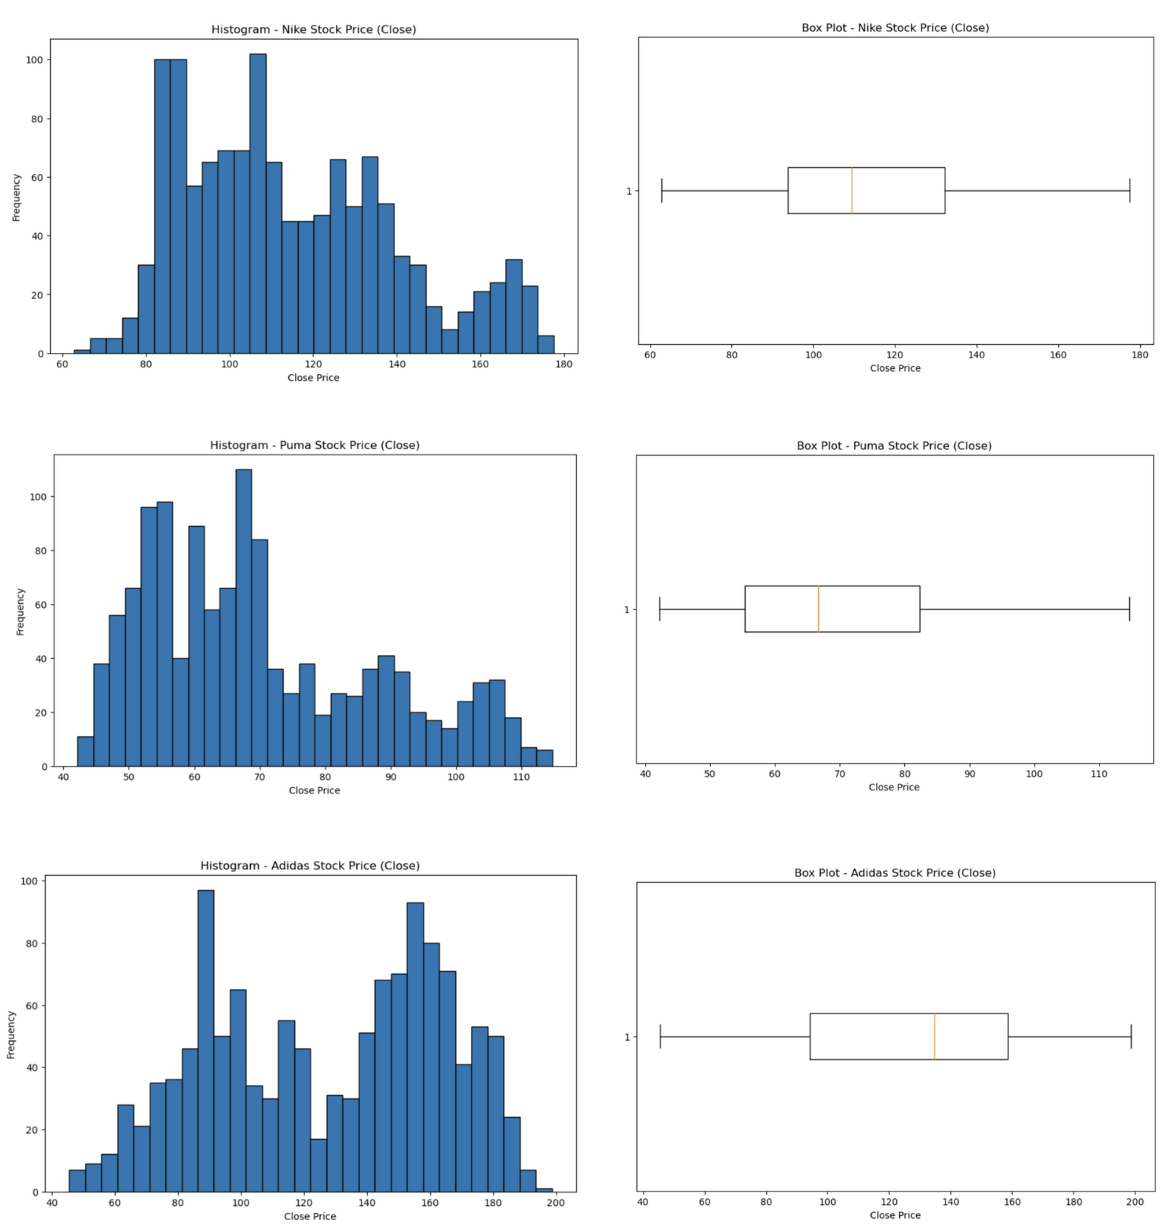 Histogram - Nike Stock Price (Close)
100
80
60
40
20
0
Frequency
60 80 100 120 140 160 180
Close Price
Box Plot - Nike Stock Price (Close)
1
60 80 100 120 140 160 180
Close Price
Histogram - Puma Stock Price (Close)
100
80
60
40
20
0
Frequency
40 50 60 70 80 90 100 110
Close Price
Box Plot - Puma Stock Price (Close)
1
40 50 60 70 80 90 100 110
Close Price
Histogram - Adidas Stock Price (Close)
100
80
60
40
20
0
Frequency
40 60 80 100 120 140 160 180 200
Close Price
Box Plot - Adidas Stock Price (Close)
1
40 60 80 100 120 140 160 180 200
Close Price